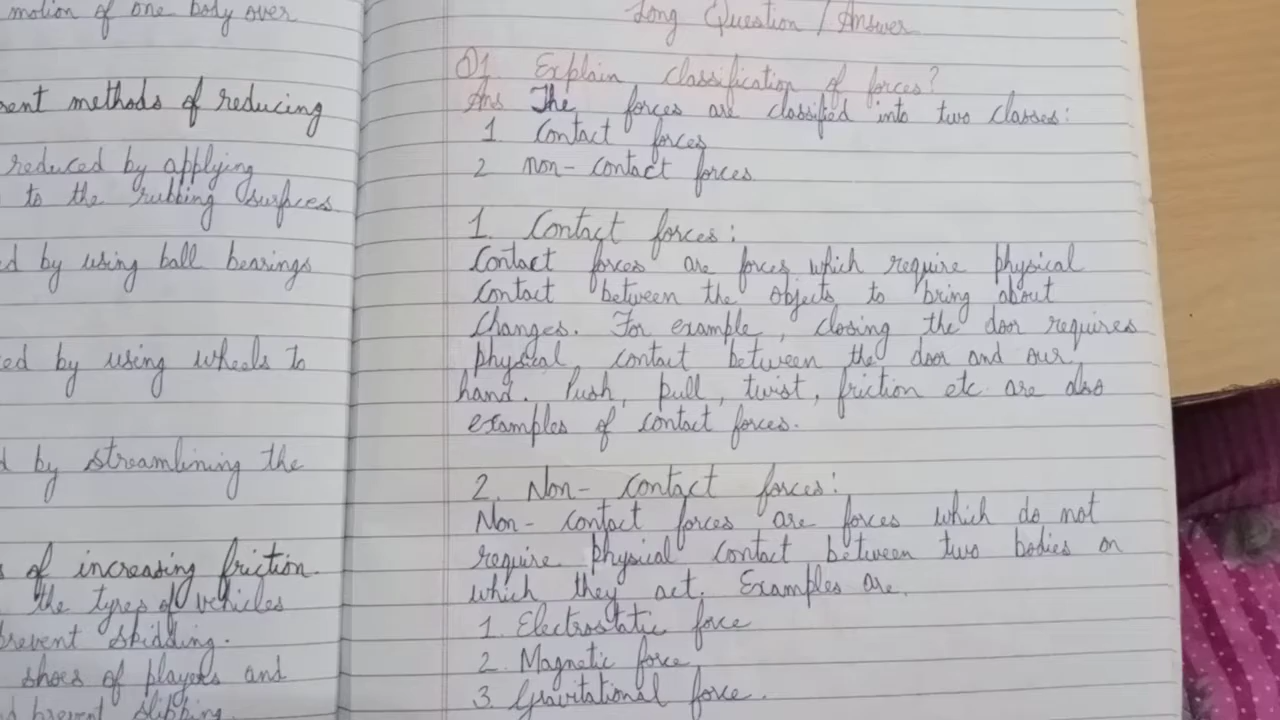 motion of one body over
ent methods of reducing
reduced by applying
to the rubbing surfaces
ed by using ball bearings
ed by using wheels to
by streamlining the
of increasing friction.
the tyres of vehicles
prevent skidding.
shoes of players and
prevent slipping.
Long Question / Answer
Q1. Explain classification of forces?
Ans The forces are classified into two classes:
1 Contact forces
2 non-contact forces
1. Contact forces:
Contact forces are forces which require physical
contact between the objects to bring about
changes. For example, closing the door requires
physical contact between the door and our
hand. Push, pull, twist, friction etc. are also
examples of contact forces.
2. Non-contact forces:
Non-contact forces are forces which do not
require physical contact between two bodies on
which they act. Examples are.
1. Electrostatic force
2. Magnetic force
3. Gravitational force.